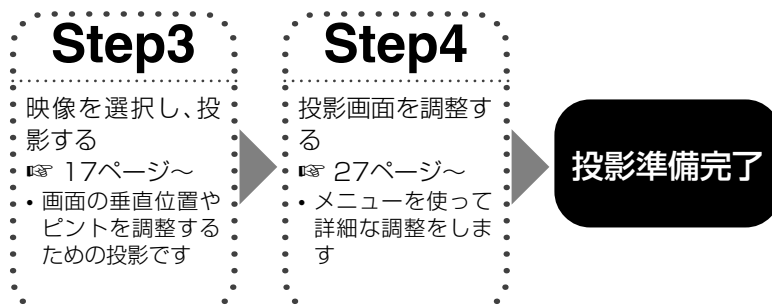 Step3
映像を選択し、投
影する
☞ 17ページ～
• 画面の垂直位置や
ピントを調整する
ための投影です
Step4
投影画面を調整す
る
☞ 27ページ～
• メニューを使って
詳細な調整をしま
す
投影準備完了